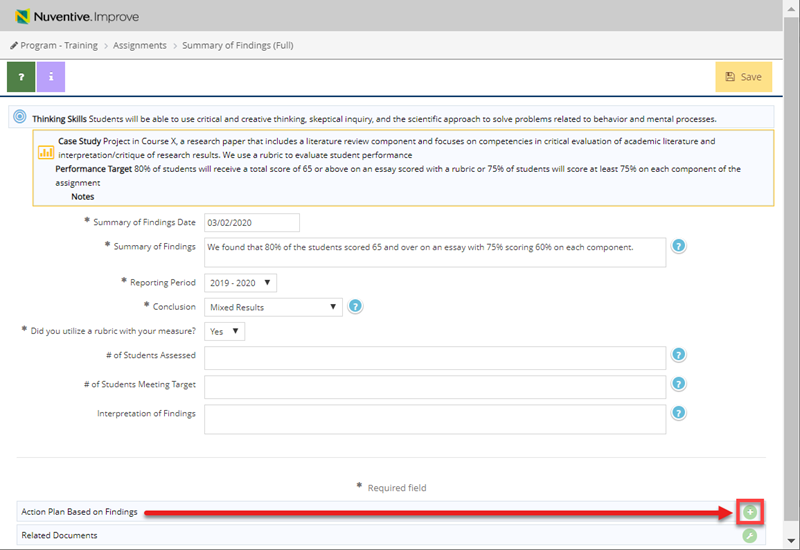 Nuventive.Improve
Program - Training > Assignments > Summary of Findings (Full)
? i Save
Thinking Skills Students will be able to use critical and creative thinking, skeptical inquiry, and the scientific approach to solve problems related to behavior and mental processes.
Case Study Project in Course X, a research paper that includes a literature review component and focuses on competencies in critical evaluation of academic literature and
interpretation/critique of research results. We use a rubric to evaluate student performance
Performance Target 80% of students will receive a total score of 65 or above on an essay scored with a rubric or 75% of students will score at least 75% on each component of the
assignment
Notes
* Summary of Findings Date 03/02/2020
* Summary of Findings We found that 80% of the students scored 65 and over on an essay with 75% scoring 60% on each component. ?
* Reporting Period 2019 - 2020
* Conclusion Mixed Results ?
* Did you utilize a rubric with your measure? Yes
# of Students Assessed ?
# of Students Meeting Target ?
Interpretation of Findings ?
* Required field
Action Plan Based on Findings
Related Documents